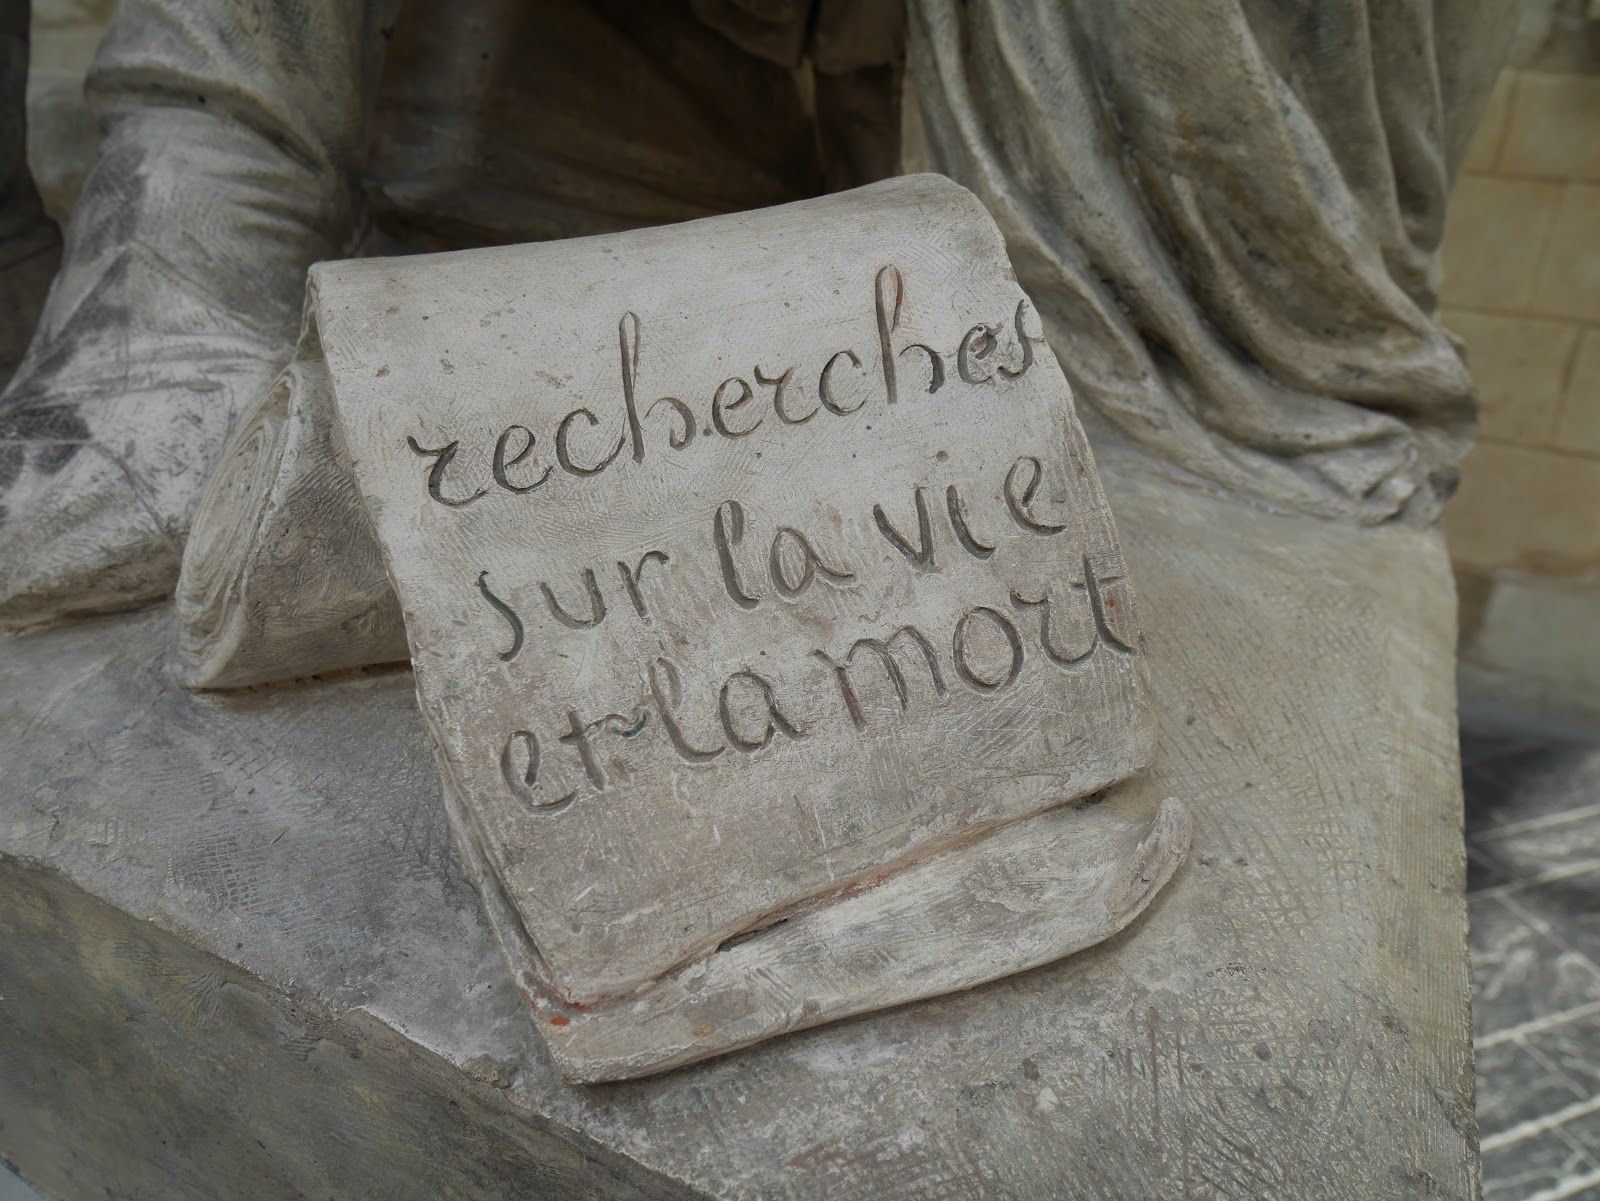 recherches
sur la vie
et la mort